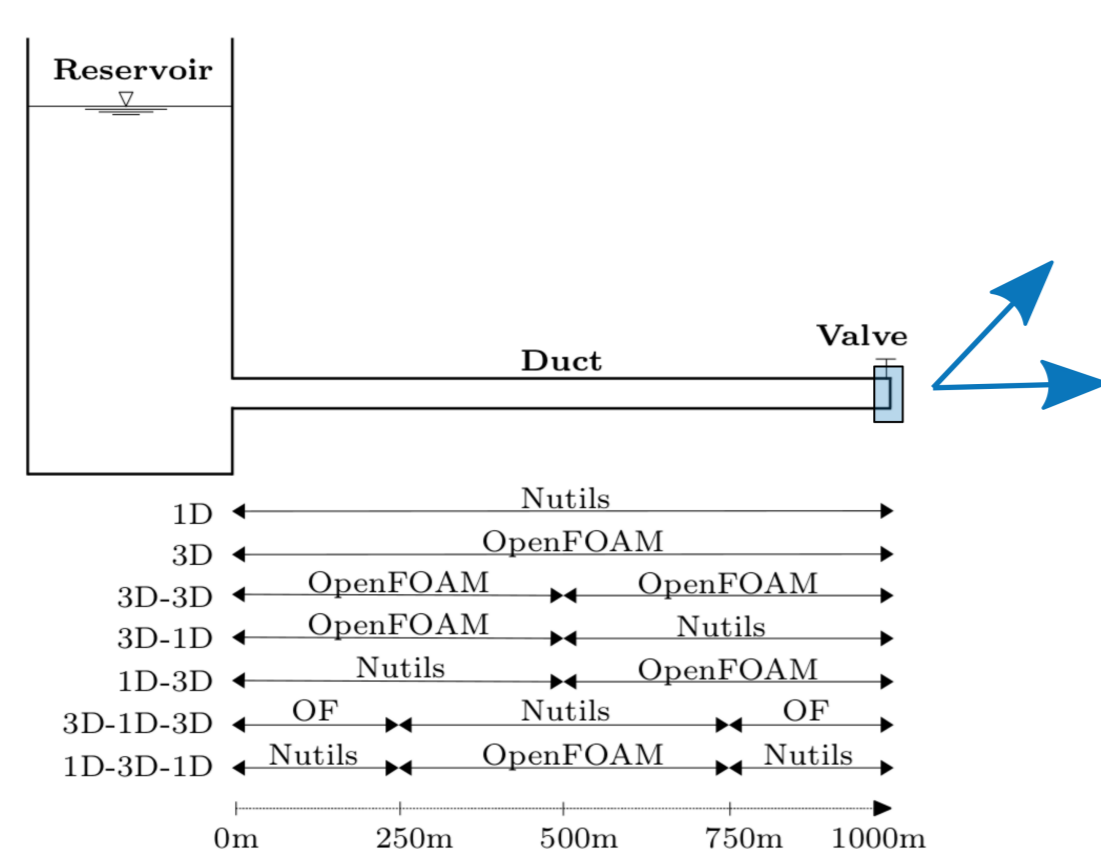 Reservoir
Valve
Duct
1D Nutils
3D OpenFOAM
3D-3D OpenFOAM OpenFOAM
3D-1D OpenFOAM Nutils
1D-3D Nutils OpenFOAM
3D-1D-3D OF Nutils OF
1D-3D-1D Nutils OpenFOAM Nutils
0m 250m 500m 750m 1000m